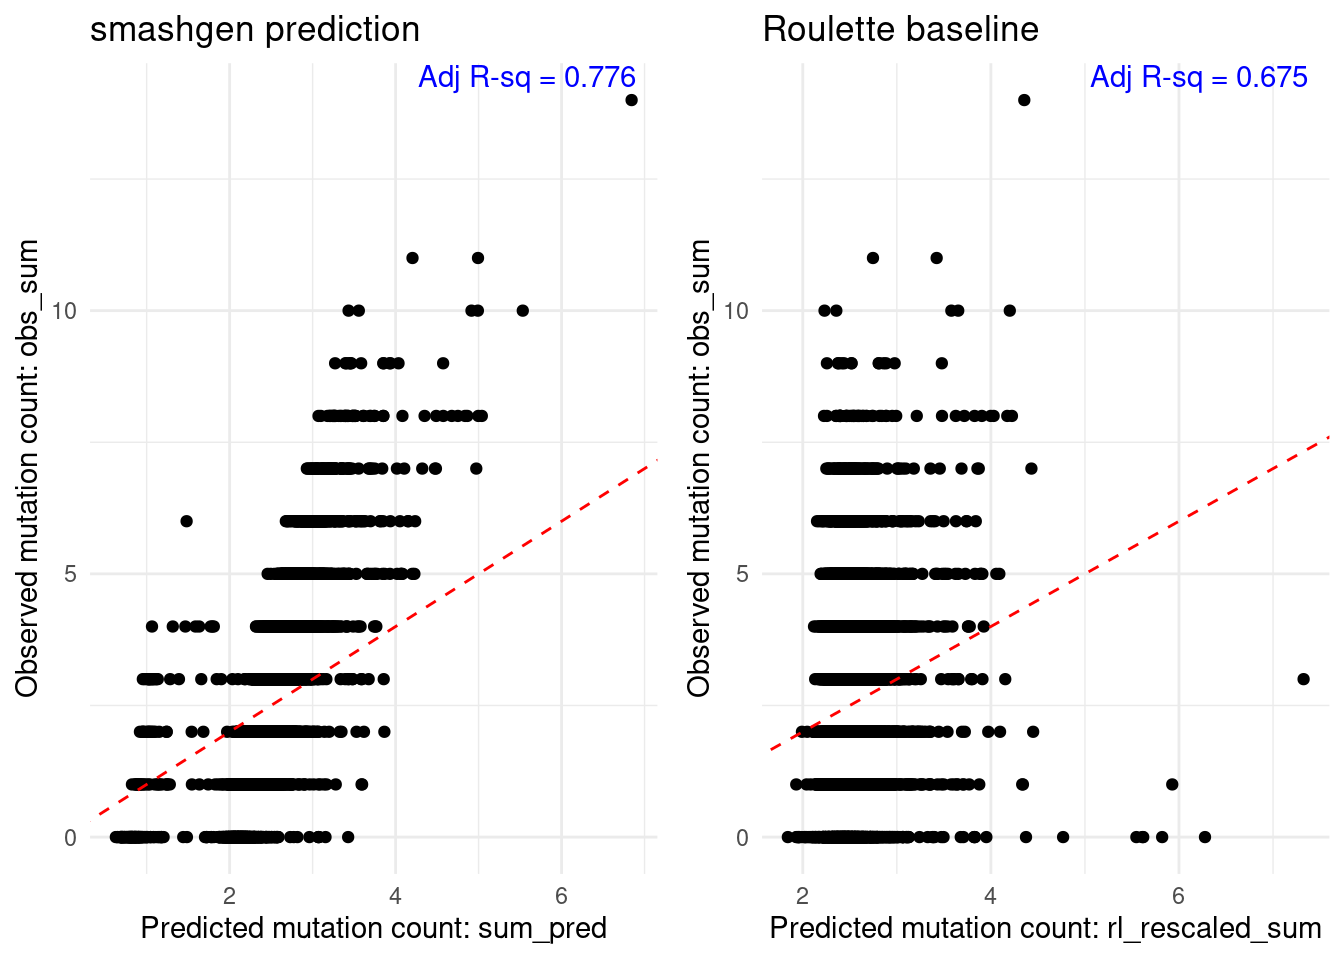 smashgen prediction
Adj R-sq = 0.776
Observed mutation count: obs_sum
10
5
0
2
4
6
Predicted mutation count: sum_pred
Roulette baseline
Adj R-sq = 0.675
Observed mutation count: obs_sum
10
5
0
2
4
6
Predicted mutation count: rl_rescaled_sum